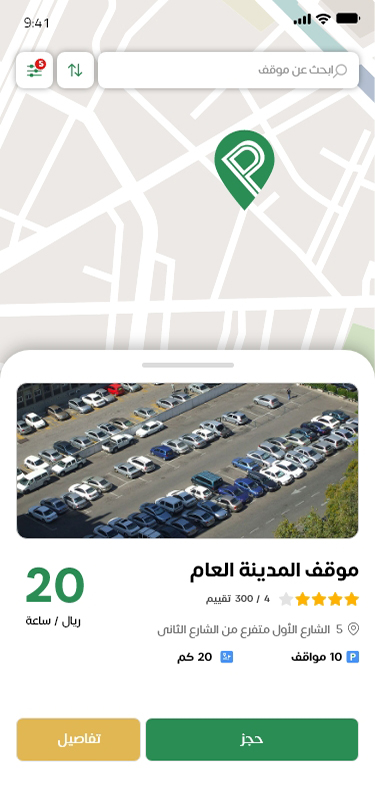 9:41
ابحث عن موقف
5
P
موقف المدينة العام
20
ريال / ساعة
4 / 300 تقييم
5 الشارع الأول متفرع من الشارع الثاني
P 10 مواقف
20 كم
حجز
تفاصيل